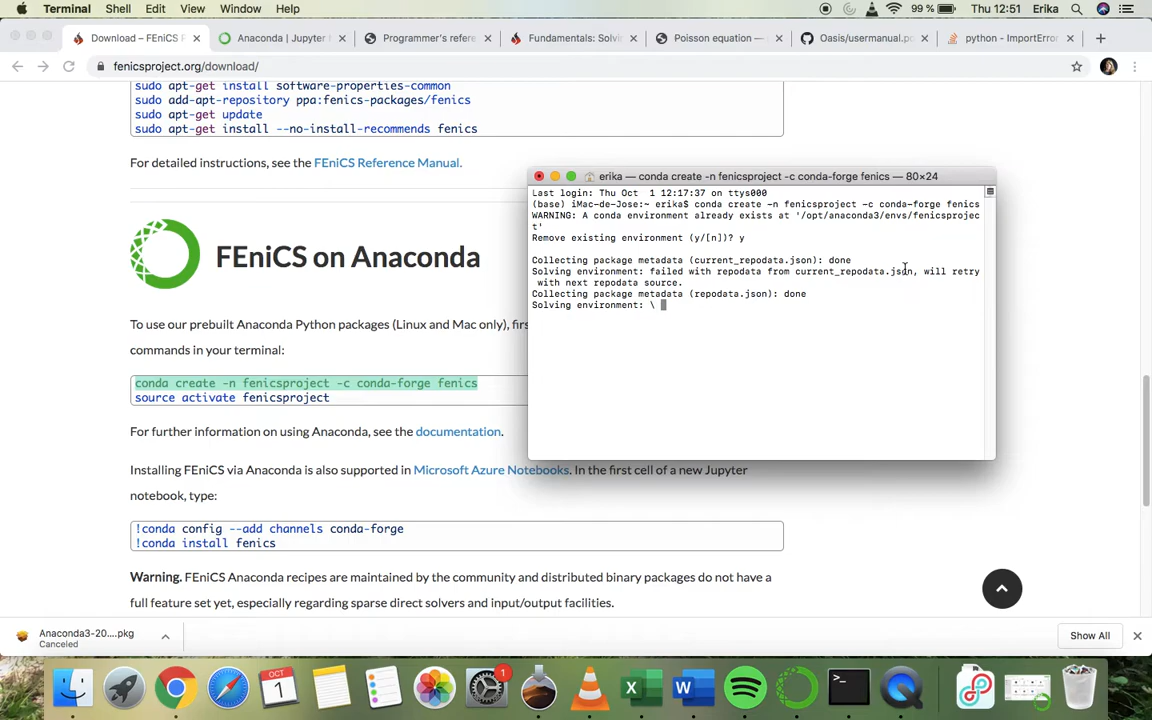 Terminal Shell Edit View Window Help 99 % Thu 12:51 Erika
Download – FEniCS P Anaconda | Jupyter Programmer's refere Fundamentals: Solvi Poisson equation — Oasis/usermanual.po python - ImportError
fenicsproject.org/download/
sudo apt-get install software-properties-common
sudo add-apt-repository ppa:fenics-packages/fenics
sudo apt-get update
sudo apt-get install --no-install-recommends fenics
For detailed instructions, see the FEniCS Reference Manual.
FEniCS on Anaconda
To use our prebuilt Anaconda Python packages (Linux and Mac only), firs
commands in your terminal:
conda create -n fenicsproject -c conda-forge fenics
source activate fenicsproject
For further information on using Anaconda, see the documentation.
Installing FEniCS via Anaconda is also supported in Microsoft Azure Notebooks. In the first cell of a new Jupyter
notebook, type:
!conda config --add channels conda-forge
!conda install fenics
Warning. FEniCS Anaconda recipes are maintained by the community and distributed binary packages do not have a
full feature set yet, especially regarding sparse direct solvers and input/output facilities.
erika — conda create -n fenicsproject -c conda-forge fenics — 80×24
Last login: Thu Oct  1 12:17:37 on ttys000
(base) iMac-de-Jose:~ erika$ conda create -n fenicsproject -c conda-forge fenics
WARNING: A conda environment already exists at '/opt/anaconda3/envs/fenicsprojec
t'
Remove existing environment (y/[n])? y
Collecting package metadata (current_repodata.json): done
Solving environment: failed with repodata from current_repodata.json, will retry
with next repodata source.
Collecting package metadata (repodata.json): done
Solving environment: \
Anaconda3-20....pkg
Canceled
Show All
OCT
1
1
X
W
>_